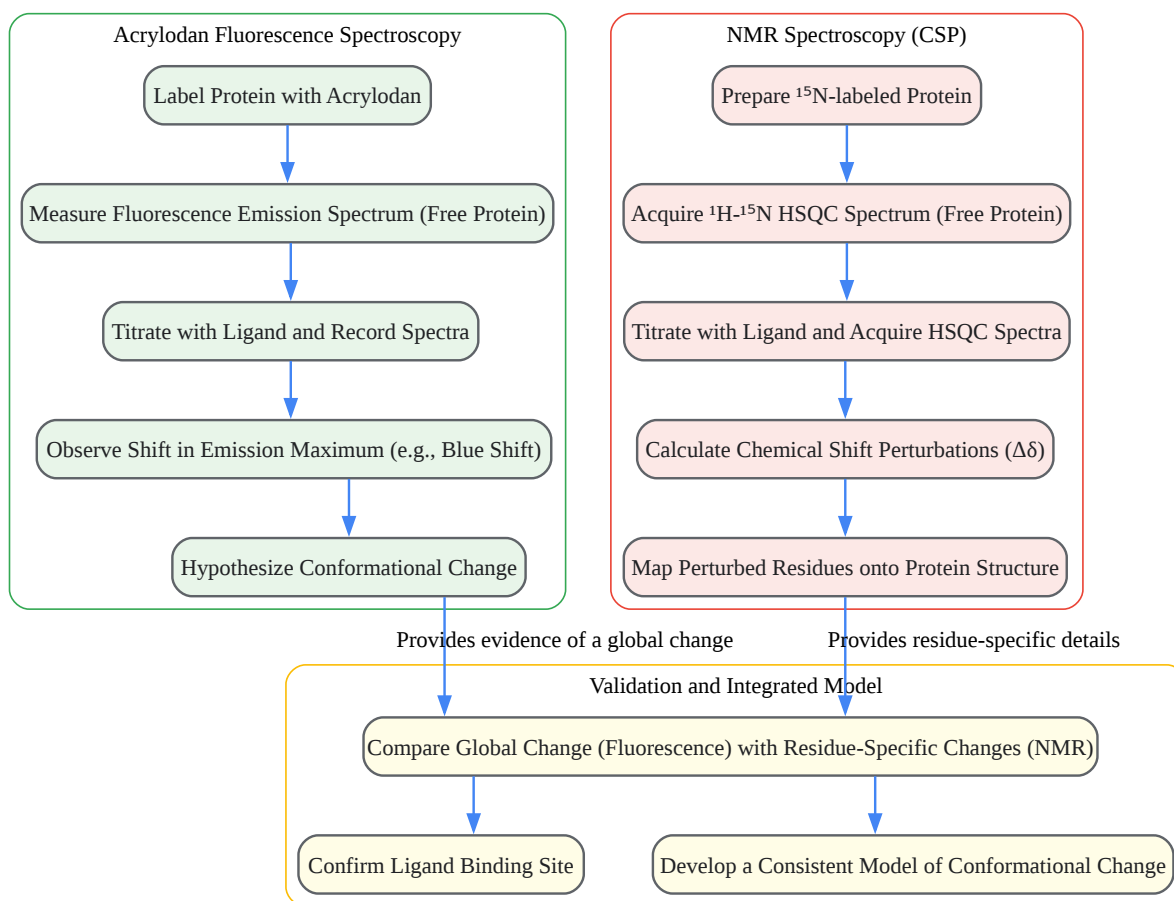 Acrylodan Fluorescence Spectroscopy
Label Protein with Acrylodan
Measure Fluorescence Emission Spectrum (Free Protein)
Titrate with Ligand and Record Spectra
Observe Shift in Emission Maximum (e.g., Blue Shift)
Hypothesize Conformational Change
NMR Spectroscopy (CSP)
Prepare ¹⁵N-labeled Protein
Acquire ¹H-¹⁵N HSQC Spectrum (Free Protein)
Titrate with Ligand and Acquire HSQC Spectra
Calculate Chemical Shift Perturbations (Δδ)
Map Perturbed Residues onto Protein Structure
Provides evidence of a global change
Provides residue-specific details
Validation and Integrated Model
Compare Global Change (Fluorescence) with Residue-Specific Changes (NMR)
Confirm Ligand Binding Site
Develop a Consistent Model of Conformational Change